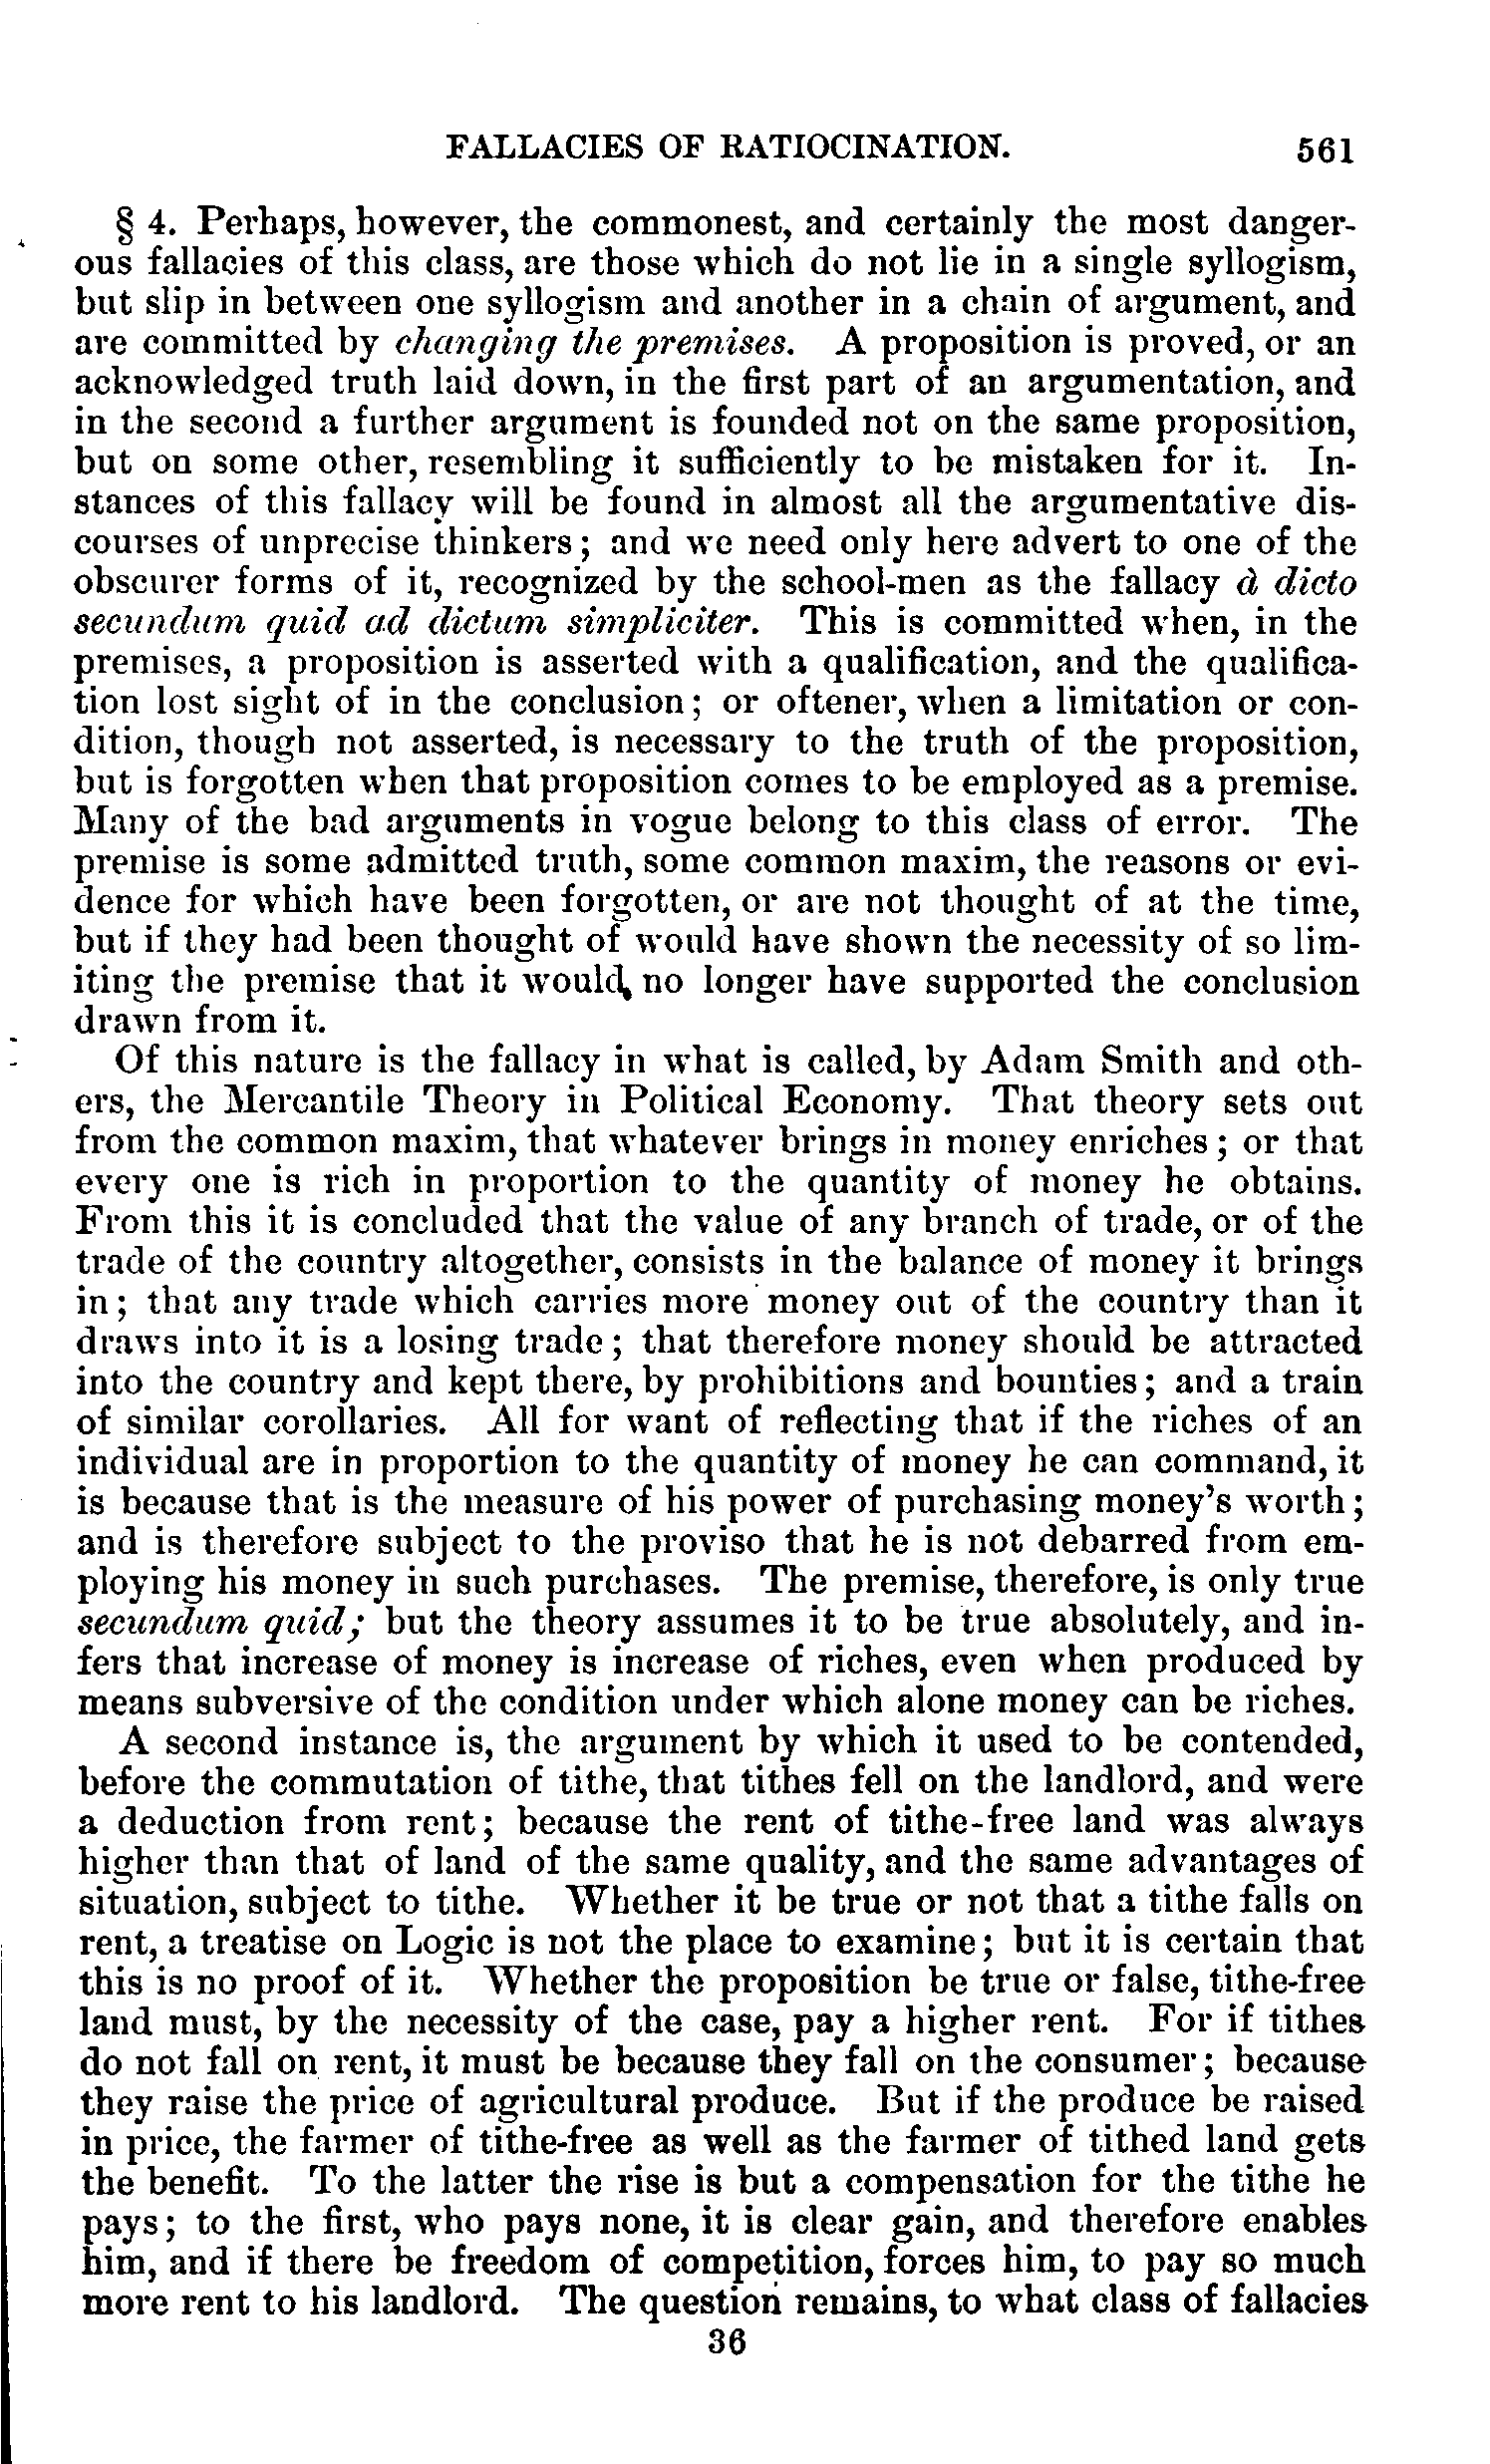 FALLACIES OF RATIOCINATION. 561
§ 4. Perhaps, however, the commonest, and certainly the most danger-
ous fallacies of this class, are those which do not lie in a single syllogism,
but slip in between one syllogism and another in a chain of argument, and
are committed by changing the premises. A proposition is proved, or an
acknowledged truth laid down, in the first part of an argumentation, and
in the second a further argument is founded not on the same proposition,
but on some other, resembling it sufficiently to be mistaken for it. In-
stances of this fallacy will be found in almost all the argumentative dis-
courses of unprecise thinkers; and we need only here advert to one of the
obscurer forms of it, recognized by the school-men as the fallacy à dicto
secundum quid ad dictum simpliciter. This is committed when, in the
premises, a proposition is asserted with a qualification, and the qualifica-
tion lost sight of in the conclusion; or oftener, when a limitation or con-
dition, though not asserted, is necessary to the truth of the proposition,
but is forgotten when that proposition comes to be employed as a premise.
Many of the bad arguments in vogue belong to this class of error. The
premise is some admitted truth, some common maxim, the reasons or evi-
dence for which have been forgotten, or are not thought of at the time,
but if they had been thought of would have shown the necessity of so lim-
iting the premise that it would no longer have supported the conclusion
drawn from it.
Of this nature is the fallacy in what is called, by Adam Smith and oth-
ers, the Mercantile Theory in Political Economy. That theory sets out
from the common maxim, that whatever brings in money enriches; or that
every one is rich in proportion to the quantity of money he obtains.
From this it is concluded that the value of any branch of trade, or of the
trade of the country altogether, consists in the balance of money it brings
in; that any trade which carries more money out of the country than it
draws into it is a losing trade; that therefore money should be attracted
into the country and kept there, by prohibitions and bounties; and a train
of similar corollaries. All for want of reflecting that if the riches of an
individual are in proportion to the quantity of money he can command, it
is because that is the measure of his power of purchasing money's worth;
and is therefore subject to the proviso that he is not debarred from em-
ploying his money in such purchases. The premise, therefore, is only true
secundum quid; but the theory assumes it to be true absolutely, and in-
fers that increase of money is increase of riches, even when produced by
means subversive of the condition under which alone money can be riches.
A second instance is, the argument by which it used to be contended,
before the commutation of tithe, that tithes fell on the landlord, and were
a deduction from rent; because the rent of tithe-free land was always
higher than that of land of the same quality, and the same advantages of
situation, subject to tithe. Whether it be true or not that a tithe falls on
rent, a treatise on Logic is not the place to examine; but it is certain that
this is no proof of it. Whether the proposition be true or false, tithe-free
land must, by the necessity of the case, pay a higher rent. For if tithes
do not fall on rent, it must be because they fall on the consumer; because
they raise the price of agricultural produce. But if the produce be raised
in price, the farmer of tithe-free as well as the farmer of tithed land gets
the benefit. To the latter the rise is but a compensation for the tithe he
pays; to the first, who pays none, it is clear gain, and therefore enables
him, and if there be freedom of competition, forces him, to pay so much
more rent to his landlord. The question remains, to what class of fallacies
36